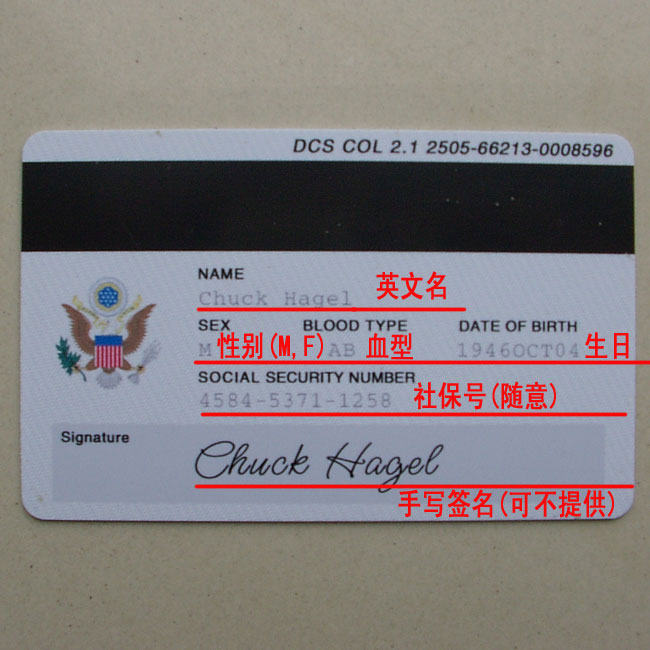 DCS COL 2.1 2505-66213-0008596
NAME
Chuck Hagel 英文名
SEX BLOOD TYPE DATE OF BIRTH
M 性别(M,F) AB 血型 1946OCT04 生日
SOCIAL SECURITY NUMBER
4584-5371-1258 社保号(随意)
Signature
Chuck Hagel
手写签名(可不提供)